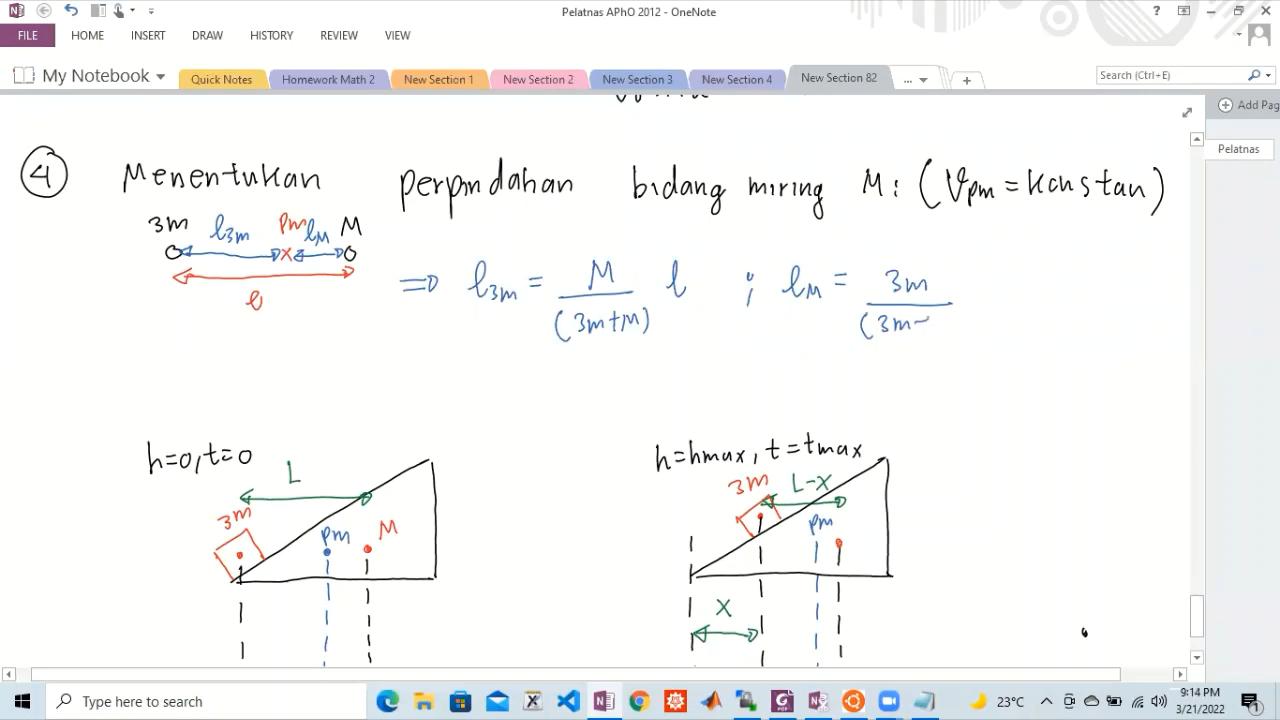 Pelatnas APhO 2012 - OneNote
FILE HOME INSERT DRAW HISTORY REVIEW VIEW
My Notebook Quick Notes Homework Math 2 New Section 1 New Section 2 New Section 3 New Section 4 New Section 82 ... Search (Ctrl+E)
Add Pag
Pelatnas
4 Menentukan perpindahan bidang miring M : (Vpm = Konstan)
3m l3m pm lM M
l
⇒ l3m = M/(3m+M) l ; lM = 3m/(3m-
h=0, t=0
L
3m pm M
h=hmax, t=tmax
3m L-x
pm
x
Type here to search 23°C 9:14 PM
3/21/2022